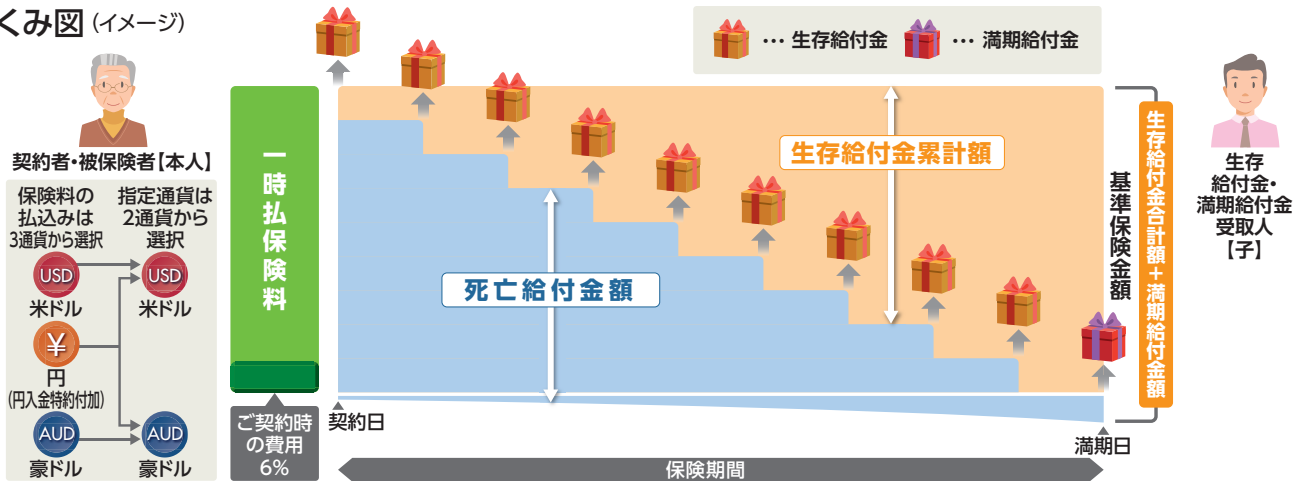 くみ図 (イメージ)
… 生存給付金
… 満期給付金
契約者・被保険者【本人】
保険料の
払込みは
3通貨から選択
指定通貨は
2通貨から
選択
USD
米ドル
USD
米ドル
¥
円
(円入金特約付加)
AUD
豪ドル
AUD
豪ドル
一時払保険料
ご契約時
の費用
6%
生存給付金累計額
死亡給付金額
基準保険金額
生存給付金合計額+満期給付金額
生存
給付金・
満期給付金
受取人
【子】
契約日
満期日
保険期間